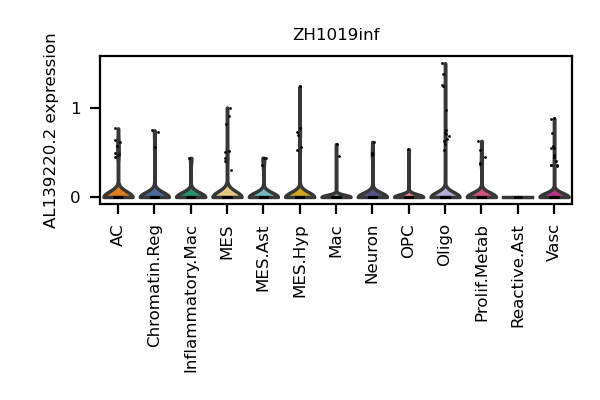 ZH1019inf
AL139220.2 expression
1
0
AC
Chromatin.Reg
Inflammatory.Mac
MES
MES.Ast
MES.Hyp
Mac
Neuron
OPC
Oligo
Prolif.Metab
Reactive.Ast
Vasc